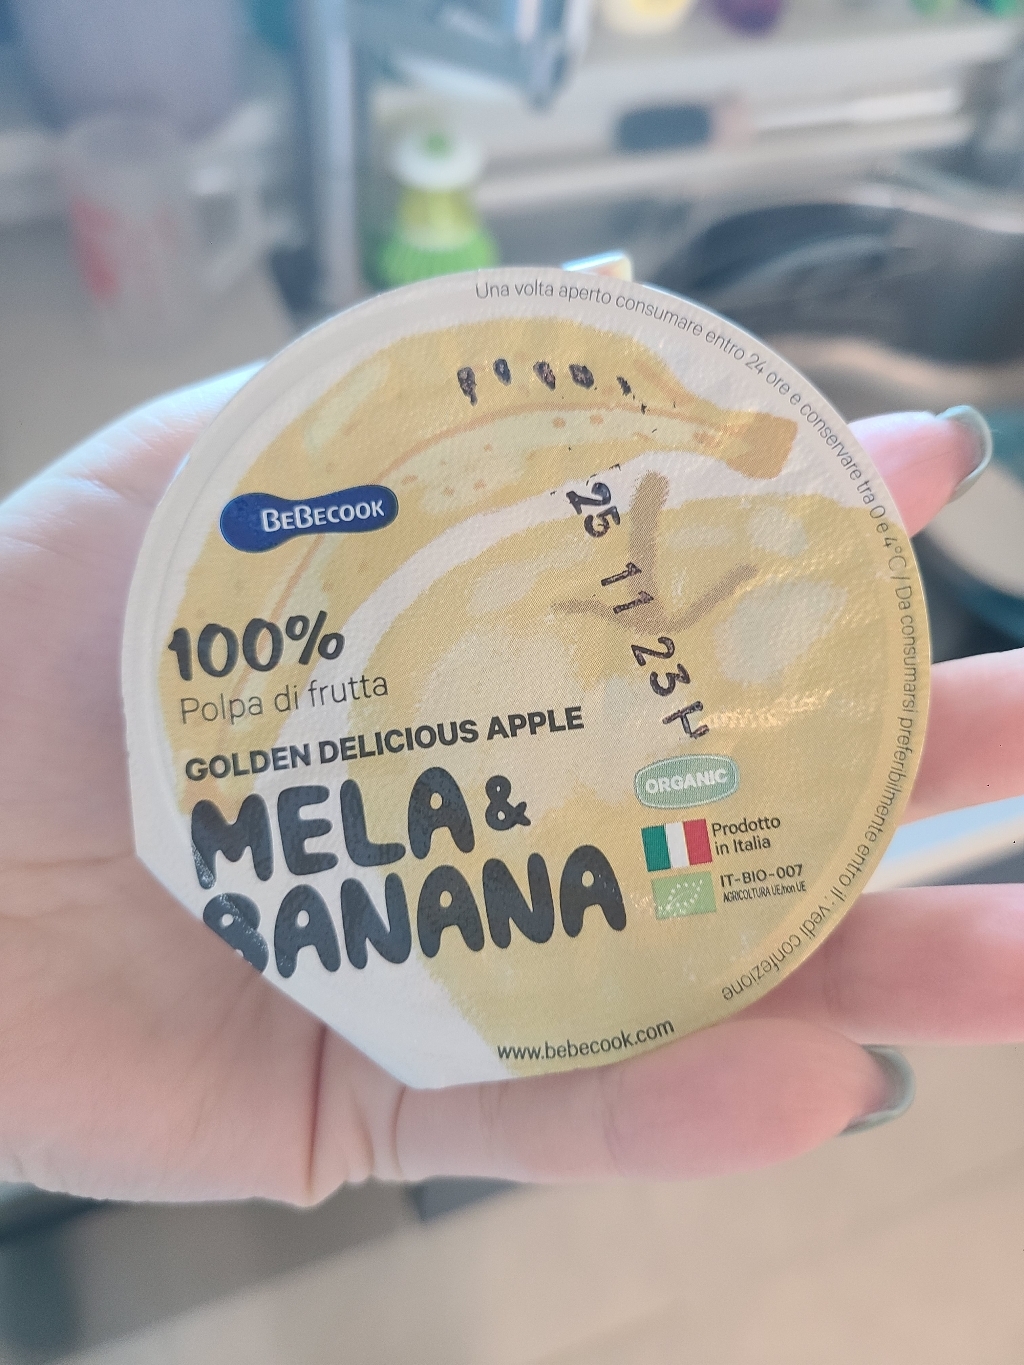 Una volta aperto consumare entro 24 ore e conservare tra 0 e 4°C / Da consumarsi preferibilmente entro il: vedi confezione
BEBECOOK
25 11 23
100%
Polpa di frutta
GOLDEN DELICIOUS APPLE
MELA &
BANANA
ORGANIC
Prodotto
in Italia
IT-BIO-007
AGRICOLTURA UE/non UE
www.bebecook.com